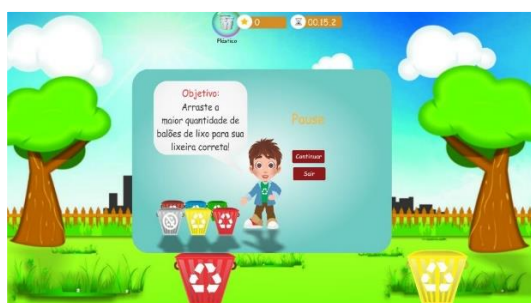 0
00:15:2
Plástico
Objetivo:
Arraste a
maior quantidade de
balões de lixo para sua
lixeira correta!
Pause
Continuar
Sair